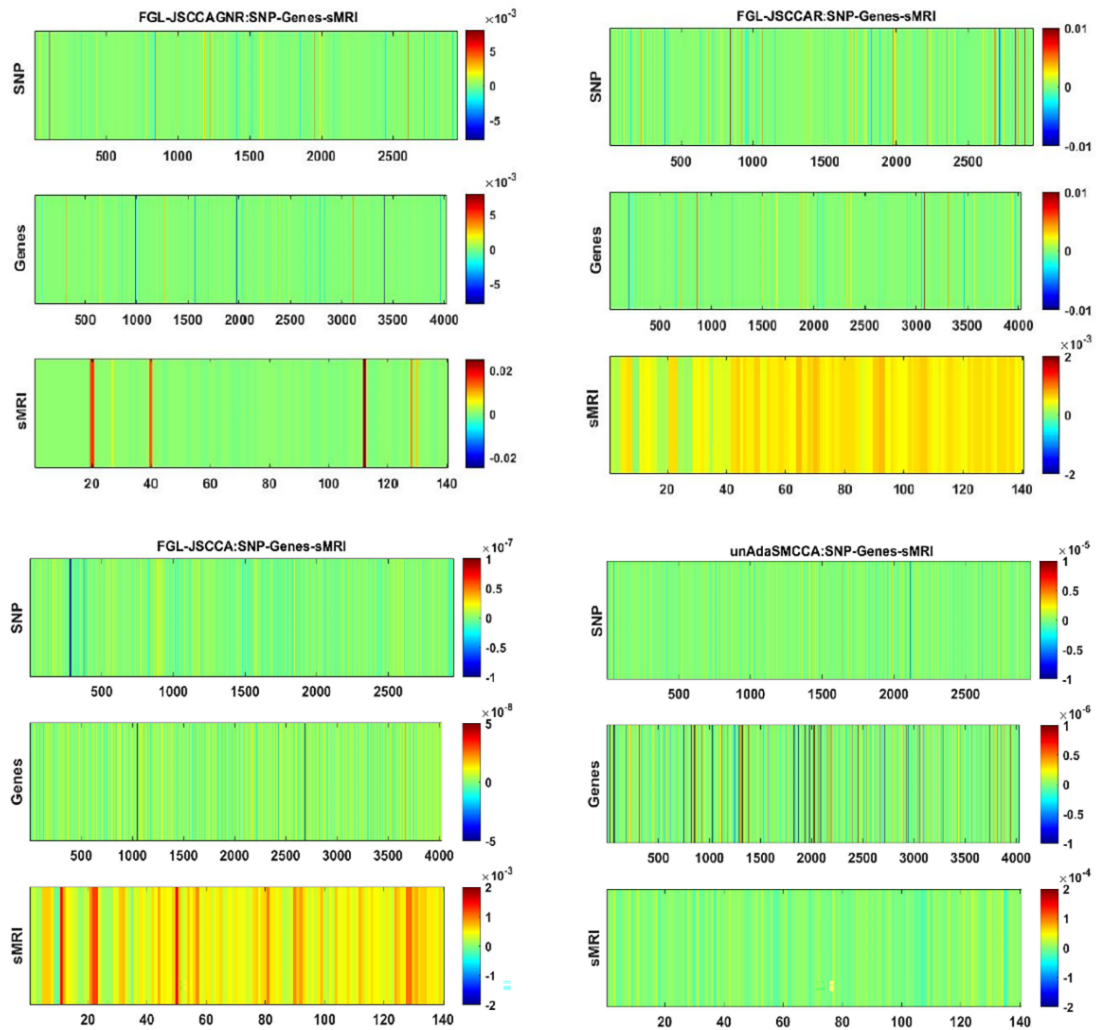 FGL-JSCCAGNR:SNP-Genes-sMRI
×10⁻³
SNP
5
0
-5
500 1000 1500 2000 2500
×10⁻³
Genes
5
0
-5
500 1000 1500 2000 2500 3000 3500 4000
sMRI
0.02
0
-0.02
20 40 60 80 100 120 140
FGL-JSCCAR:SNP-Genes-sMRI
SNP
0.01
0
-0.01
500 1000 1500 2000 2500
Genes
0.01
0
-0.01
500 1000 1500 2000 2500 3000 3500 4000
×10⁻³
sMRI
2
0
-2
20 40 60 80 100 120 140
FGL-JSCCA:SNP-Genes-sMRI
×10⁻⁷
SNP
1
0.5
0
-0.5
-1
500 1000 1500 2000 2500
×10⁻⁸
Genes
5
0
-5
500 1000 1500 2000 2500 3000 3500 4000
×10⁻³
sMRI
2
1
0
-1
-2
20 40 60 80 100 120 140
unAdaSMCCA:SNP-Genes-sMRI
×10⁻⁵
SNP
1
0.5
0
-0.5
-1
500 1000 1500 2000 2500
×10⁻⁶
Genes
1
0.5
0
-0.5
-1
500 1000 1500 2000 2500 3000 3500 4000
×10⁻⁴
sMRI
2
1
0
-1
-2
20 40 60 80 100 120 140